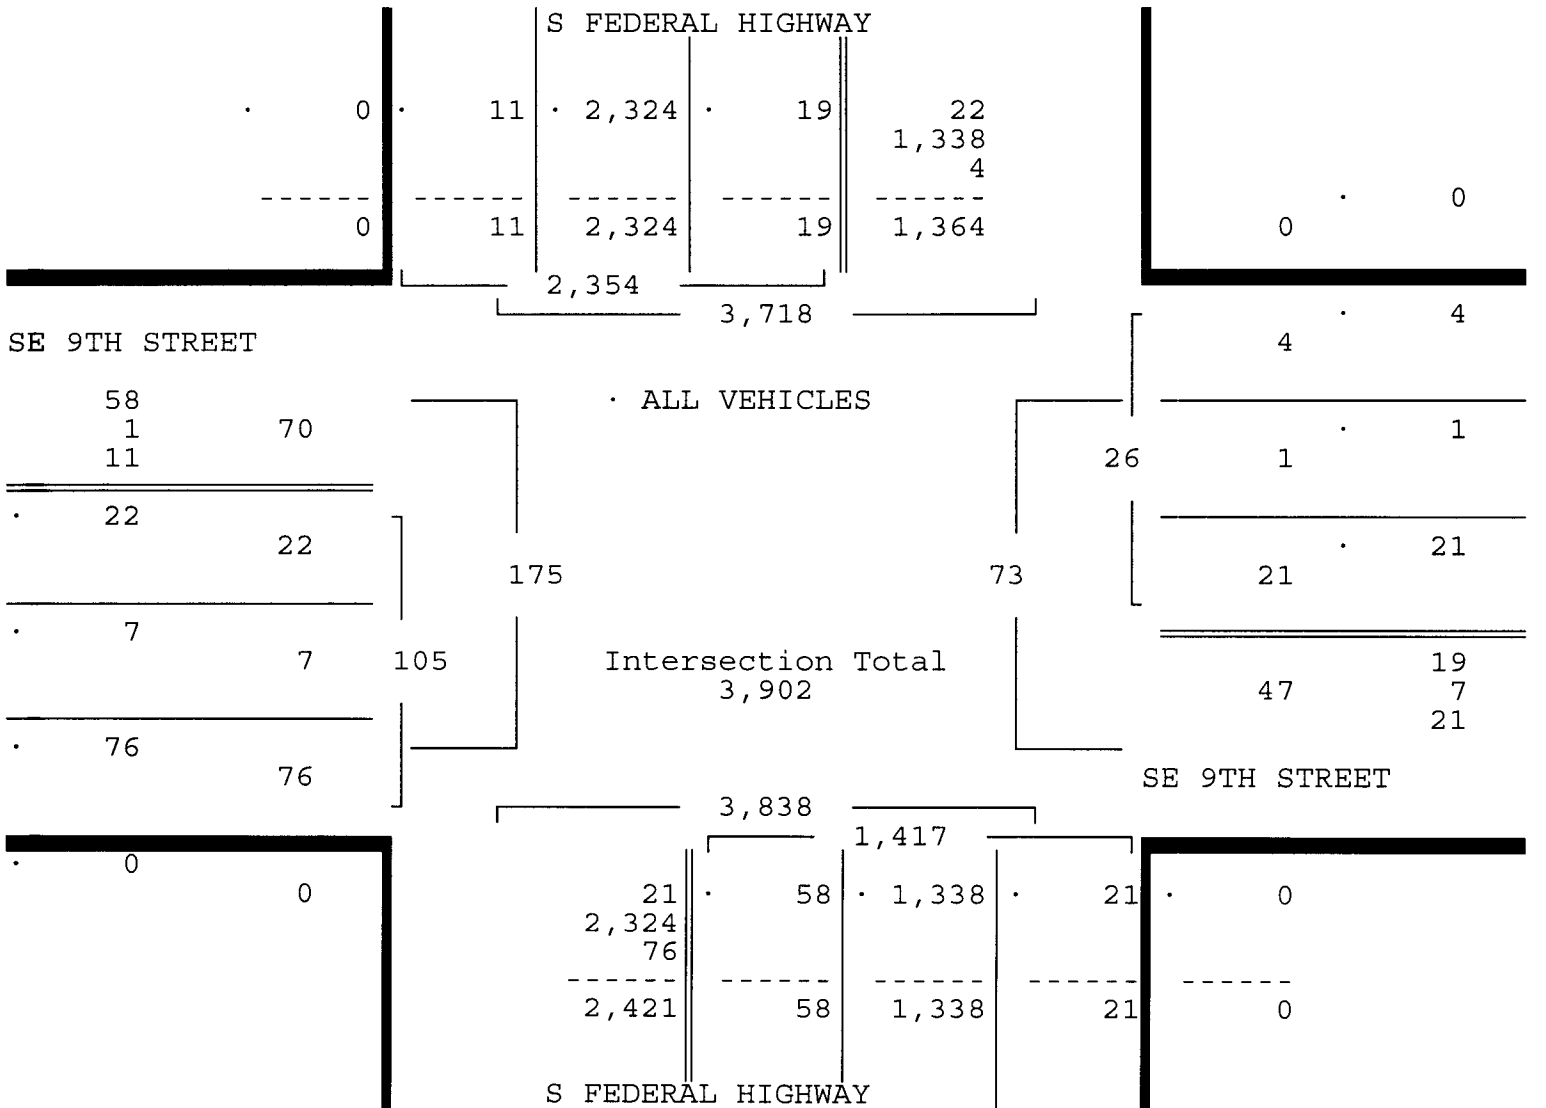 S FEDERAL HIGHWAY
· 0 · 11 · 2,324 · 19 22
1,338
4
------ ------ ------ ------ ------ · 0
0 11 2,324 19 1,364 0
2,354
3,718 · 4
SE 9TH STREET 4
58 · ALL VEHICLES
1 70 · 1
11 26 1
· 22
22 · 21
175 73 21
· 7
7 105 Intersection Total 19
3,902 47 7
21
· 76
76 SE 9TH STREET
3,838
1,417
· 0
0 21 · 58 · 1,338 · 21 · 0
2,324
76
------ ------ ------ ------ ------
2,421 58 1,338 21 0
S FEDERAL HIGHWAY